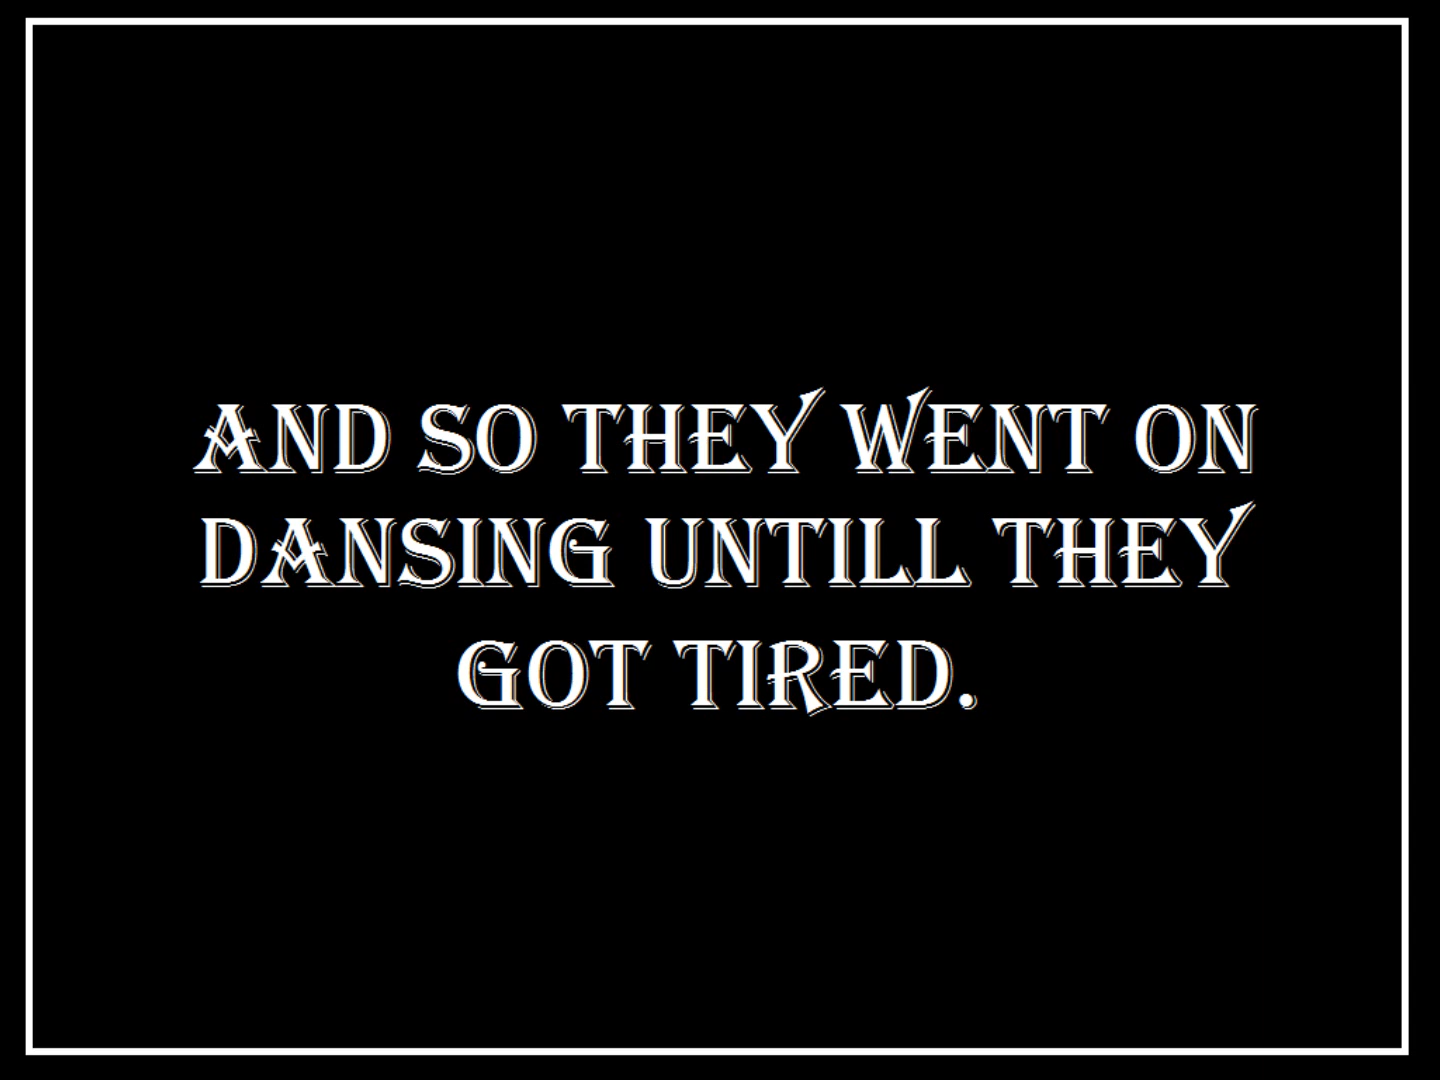 AND SO THEY WENT ON
DANSING UNTILL THEY
GOT TIRED.